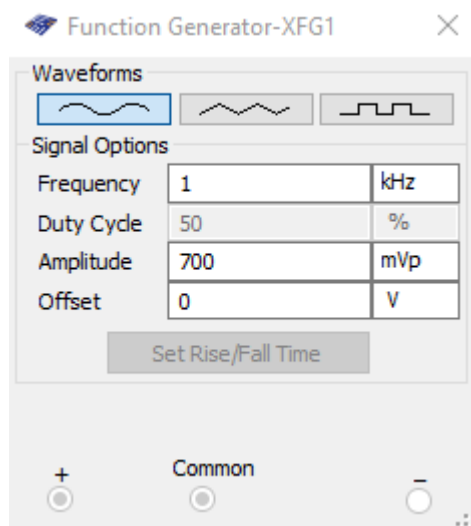 Function Generator-XFG1
Waveforms
Signal Options
Frequency 1 kHz
Duty Cycle 50 %
Amplitude 700 mVp
Offset 0 V
Set Rise/Fall Time
+ Common -